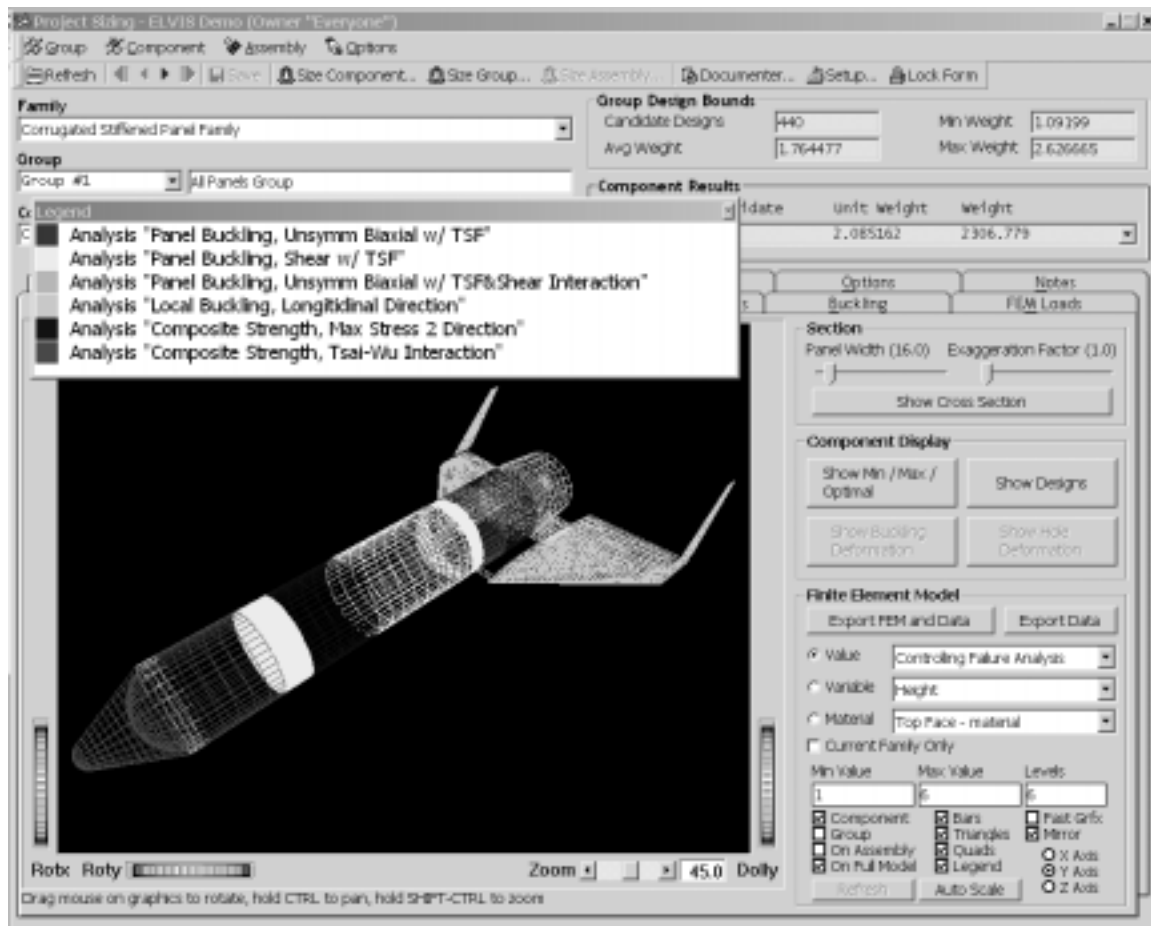 Project Sizing - ELVIS Demo (Owner "Everyone")
Group Component Assembly Options
Refresh Save Size Component... Size Group... Size Assembly... Documenter... Setup... Lock Form
Family
Corrugated Stiffened Panel Family
Group Design Bounds
Candidate Designs 440 Min Weight 1.09199
Avg Weight 1.764477 Max Weight 2.626665
Group
Group #1 All Panels Group
Component Results
didate Unit Weight Weight
2.085162 2306.779
Legend
Analysis "Panel Buckling, Unsymm Biaxial w/ TSF"
Analysis "Panel Buckling, Shear w/ TSF"
Analysis "Panel Buckling, Unsymm Biaxial w/ TSF&Shear Interaction"
Analysis "Local Buckling, Longitidinal Direction"
Analysis "Composite Strength, Max Stress 2 Direction"
Analysis "Composite Strength, Tsai-Wu Interaction"
Options Notes
Buckling FEM Loads
Section
Panel Width (16.0) Exaggeration Factor (1.0)
Show Cross Section
Component Display
Show Min / Max / Optimal
Show Designs
Show Buckling Deformation
Show Hole Deformation
Finite Element Model
Export FEM and Data Export Data
Value Controlling Failure Analysis
Variable Height
Material Top Face - material
Current Family Only
Min Value Max Value Levels
1 6 6
Component Bars Fast Grfx
Group Triangles Mirror
On Assembly Quads X Axis
On Full Model Legend Y Axis
Refresh Auto Scale Z Axis
Rotx Roty Zoom 45.0 Dolly
Drag mouse on graphics to rotate, hold CTRL to pan, hold SHIFT-CTRL to zoom